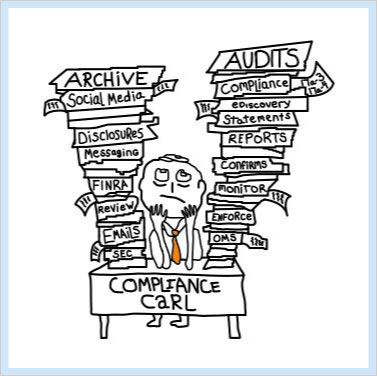 ARCHIVE
Social Media
DisclosuRes
Messaging
FINRA
Review
EMAils
SEC
AUDITS
Compliance
eDiscovery
Statements
REPORTS
CONFIRMS
MONITOR
ENFORCE
OMS
COMPLIANCE
CaRL